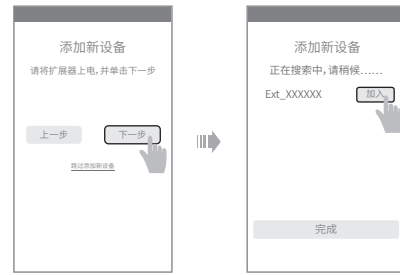 添加新设备
请将扩展器上电,并单击下一步
上一步
下一步
跳过添加新设备
添加新设备
正在搜索中,请稍候……
Ext_XXXXXX
加入
完成